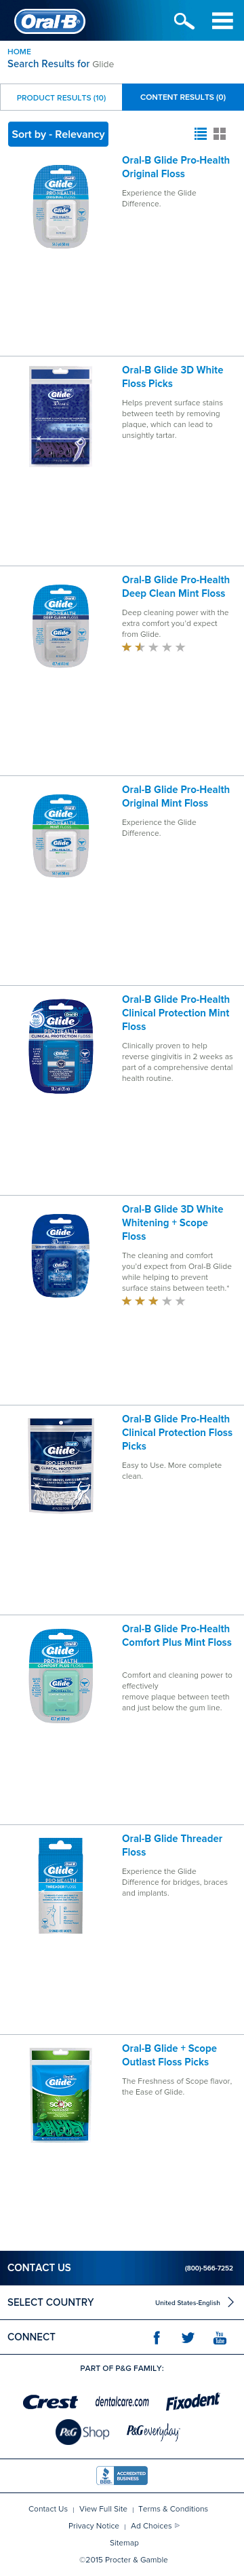 Oral-B
HOME
Search Results for Glide
PRODUCT RESULTS (10)
CONTENT RESULTS (0)
Sort by - Relevancy
Oral-B Glide Pro-Health
Original Floss
Experience the Glide
Difference.
Oral-B Glide 3D White
Floss Picks
Helps prevent surface stains
between teeth by removing
plaque, which can lead to
unsightly tartar.
Oral-B Glide Pro-Health
Deep Clean Mint Floss
Deep cleaning power with the
extra comfort you'd expect
from Glide.
Oral-B Glide Pro-Health
Original Mint Floss
Experience the Glide
Difference.
Oral-B Glide Pro-Health
Clinical Protection Mint
Floss
Clinically proven to help
reverse gingivitis in 2 weeks as
part of a comprehensive dental
health routine.
Oral-B Glide 3D White
Whitening + Scope
Floss
The cleaning and comfort
you'd expect from Oral-B Glide
while helping to prevent
surface stains between teeth.*
Oral-B Glide Pro-Health
Clinical Protection Floss
Picks
Easy to Use. More complete
clean.
Oral-B Glide Pro-Health
Comfort Plus Mint Floss
Comfort and cleaning power to
effectively
remove plaque between teeth
and just below the gum line.
Oral-B Glide Threader
Floss
Experience the Glide
Difference for bridges, braces
and implants.
Oral-B Glide + Scope
Outlast Floss Picks
The Freshness of Scope flavor,
the Ease of Glide.
CONTACT US
(800)-566-7252
SELECT COUNTRY
United States-English
CONNECT
You Tube
PART OF P&G FAMILY:
Crest dentalcare.com Fixodent
P&G Shop P&G everyday
BBB ACCREDITED BUSINESS
Contact Us | View Full Site | Terms & Conditions
Privacy Notice | Ad Choices
Sitemap
©2015 Procter & Gamble